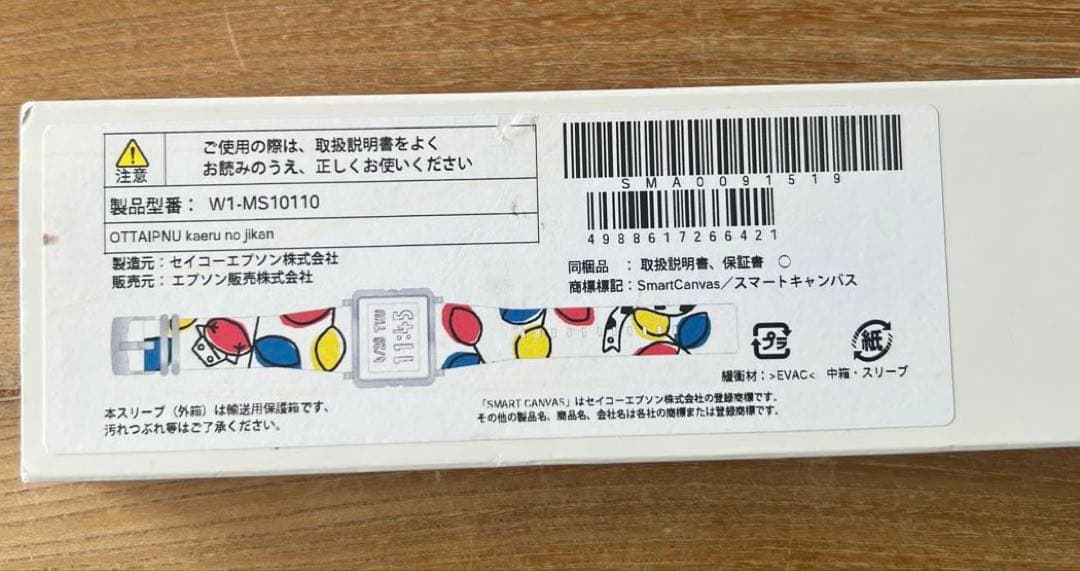 注意
ご使用の際は、取扱説明書をよく
お読みのうえ、正しくお使いください
製品型番： W1-MS10110
OTTAIPNU kaeru no jikan
製造元：セイコーエプソン株式会社
販売元：エプソン販売株式会社
SMA0091519
4988617266421
同梱品 ：取扱説明書、保証書 ○
商標標記：SmartCanvas／スマートキャンバス
4/28 THU
11:45
プラ
紙
緩衝材：>EVAC< 中箱・スリーブ
本スリーブ（外箱）は輸送用保護箱です、
汚れつぶれ等はご了承ください。
「SMART CANVAS」はセイコーエプソン株式会社の登録商標です。
その他の製品名、商品名、会社名は各社の商標または登録商標です。